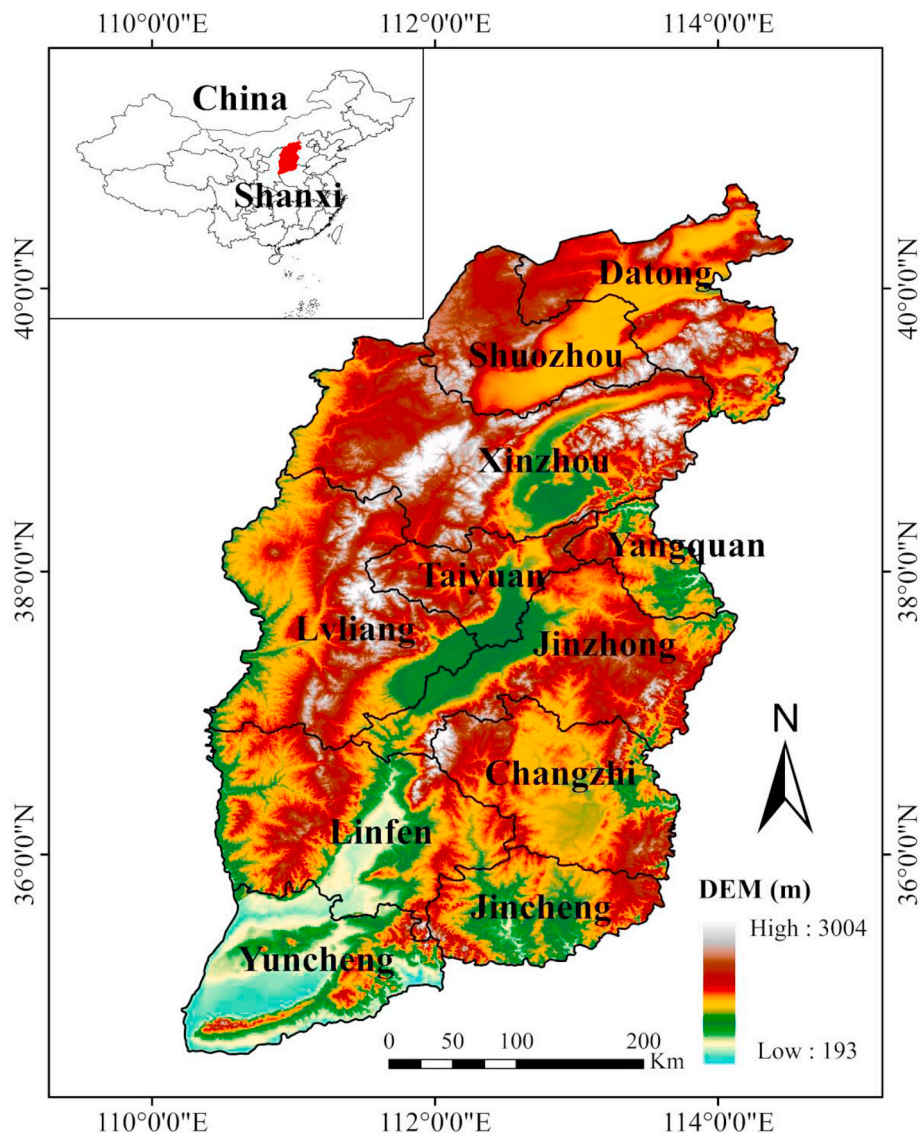 110°0'0"E 112°0'0"E 114°0'0"E
China
Shanxi
40°0'0"N
40°0'0"N
Datong
Shuozhou
Xinzhou
Yangquan
38°0'0"N
38°0'0"N
Taiyuan
Lvliang
Jinzhong
N
Changzhi
Linfen
36°0'0"N
36°0'0"N
DEM (m)
Jincheng
High : 3004
Yuncheng
Low : 193
0 50 100 200
Km
110°0'0"E 112°0'0"E 114°0'0"E